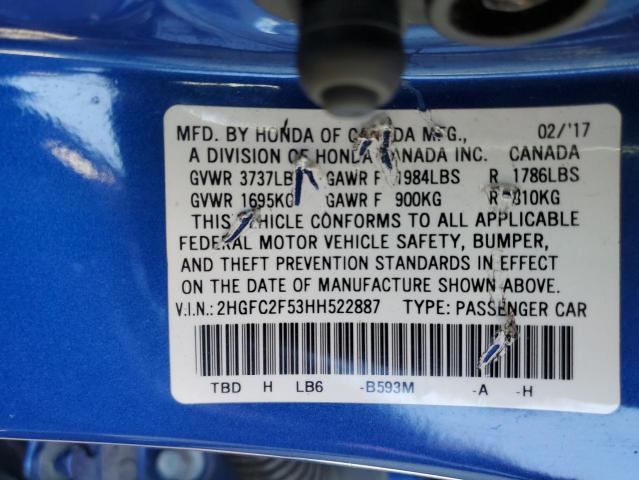 MFD. BY HONDA OF CANADA MFG., 02/'17
A DIVISION OF HONDA CANADA INC. CANADA
GVWR 3737LBS GAWR F 1984LBS R 1786LBS
GVWR 1695KG GAWR F 900KG R 810KG
THIS VEHICLE CONFORMS TO ALL APPLICABLE
FEDERAL MOTOR VEHICLE SAFETY, BUMPER,
AND THEFT PREVENTION STANDARDS IN EFFECT
ON THE DATE OF MANUFACTURE SHOWN ABOVE.
V.I.N.: 2HGFC2F53HH522887 TYPE: PASSENGER CAR
TBD H LB6 -B593M -A -H